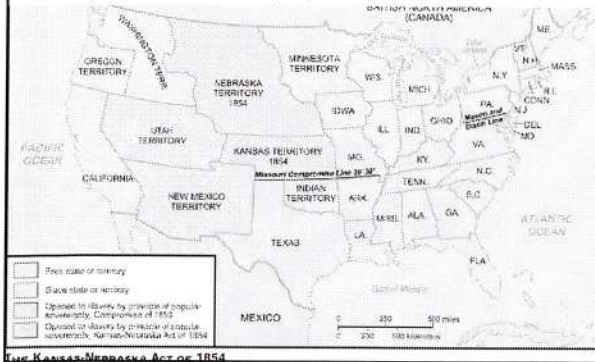 BRITISH NORTH AMERICA
(CANADA)
WASHINGTON TERR.
OREGON
TERRITORY
MINNESOTA
TERRITORY
NEBRASKA
TERRITORY
1854
WIS.
MICH.
N.Y.
VT.
N.H.
ME.
MASS.
R.I.
CONN.
PA.
N.J.
Mason and
Dixon Line
DEL.
MD.
IOWA
ILL.
IND.
OHIO
VA.
UTAH
TERRITORY
KANSAS TERRITORY
1854
MO.
KY.
Missouri Compromise Line 36°30'
CALIFORNIA
PACIFIC
OCEAN
NEW MEXICO
TERRITORY
INDIAN
TERRITORY
ARK.
TENN.
N.C.
S.C.
MISS.
ALA.
GA.
LA.
TEXAS
FLA.
ATLANTIC
OCEAN
Gulf of Mexico
MEXICO
0 250 500 miles
0 250 500 kilometers
Free state or territory
Slave state or territory
Opened to slavery by principle of popular
sovereignty, Compromise of 1850
Opened to slavery by principle of popular
sovereignty, Kansas-Nebraska Act of 1854
THE KANSAS-NEBRASKA ACT OF 1854